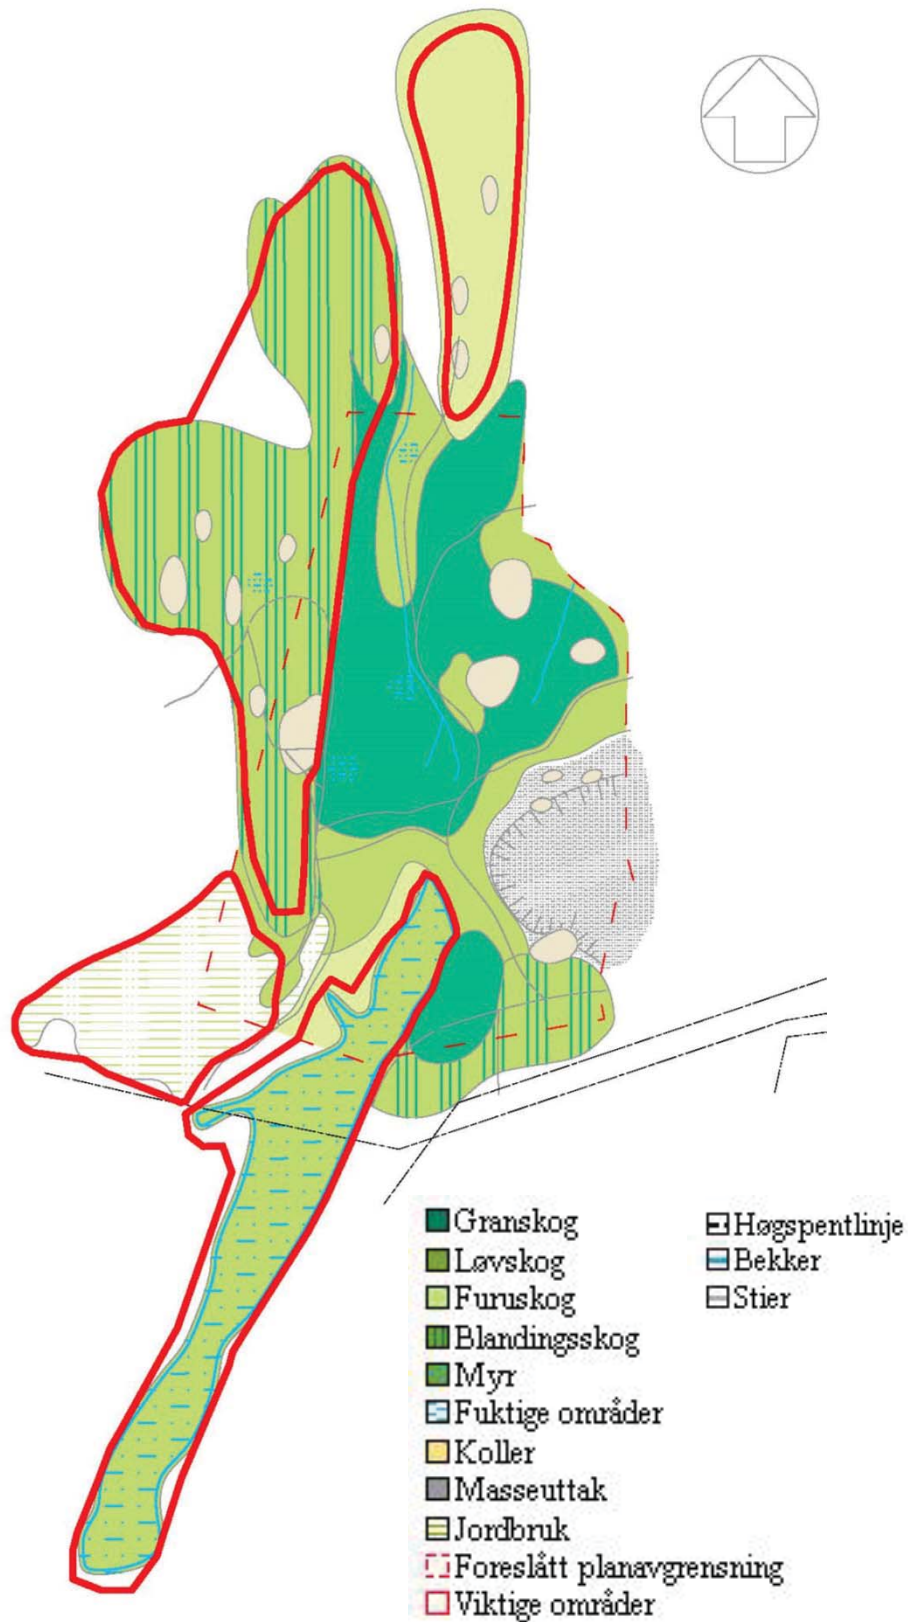 Granskog
Løvskog
Furuskog
Blandingsskog
Myr
Fuktige områder
Koller
Masseuttak
Jordbruk
Foreslått planavgrensning
Viktige områder
Høgspentlinje
Bekker
Stier